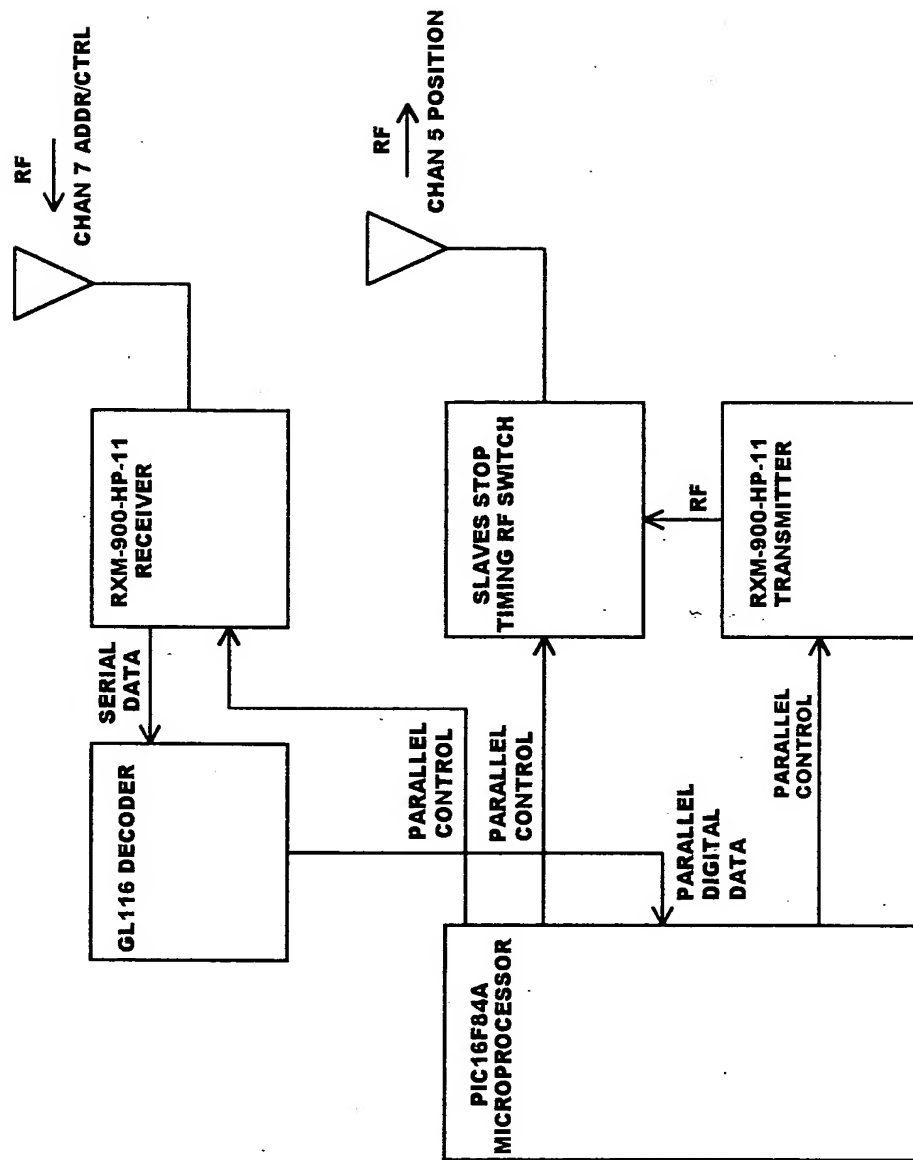 RF
CHAN 7 ADDR/CTRL
RXM-900-HP-11
RECEIVER
SERIAL
DATA
GL116 DECODER
PARALLEL
CONTROL
RF
CHAN 5 POSITION
SLAVES STOP
TIMING RF SWITCH
PARALLEL
CONTROL
RF
RXM-900-HP-11
TRANSMITTER
PARALLEL
CONTROL
PARALLEL
DIGITAL
DATA
PIC16F84A
MICROPROCESSOR